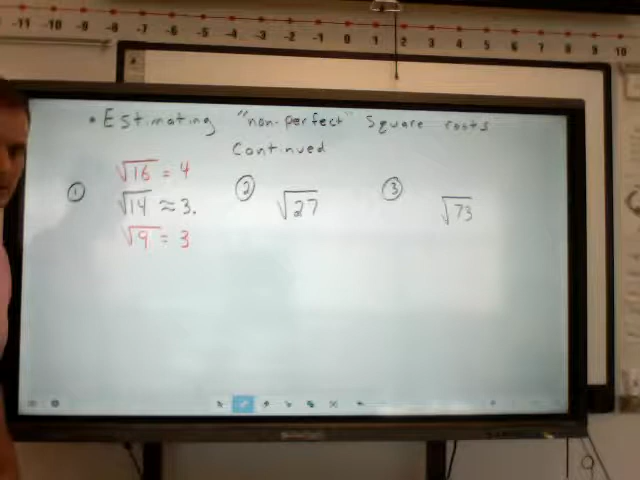 -11 -10 -9 -8 -7 -6 -5 -4 -3 -2 -1 0 1 2 3 4 5 6 7 8 9 10
• Estimating "non-perfect" Square roots
Continued
① √16 = 4
√14 ≈ 3.
√9 = 3
② √27
③ √73